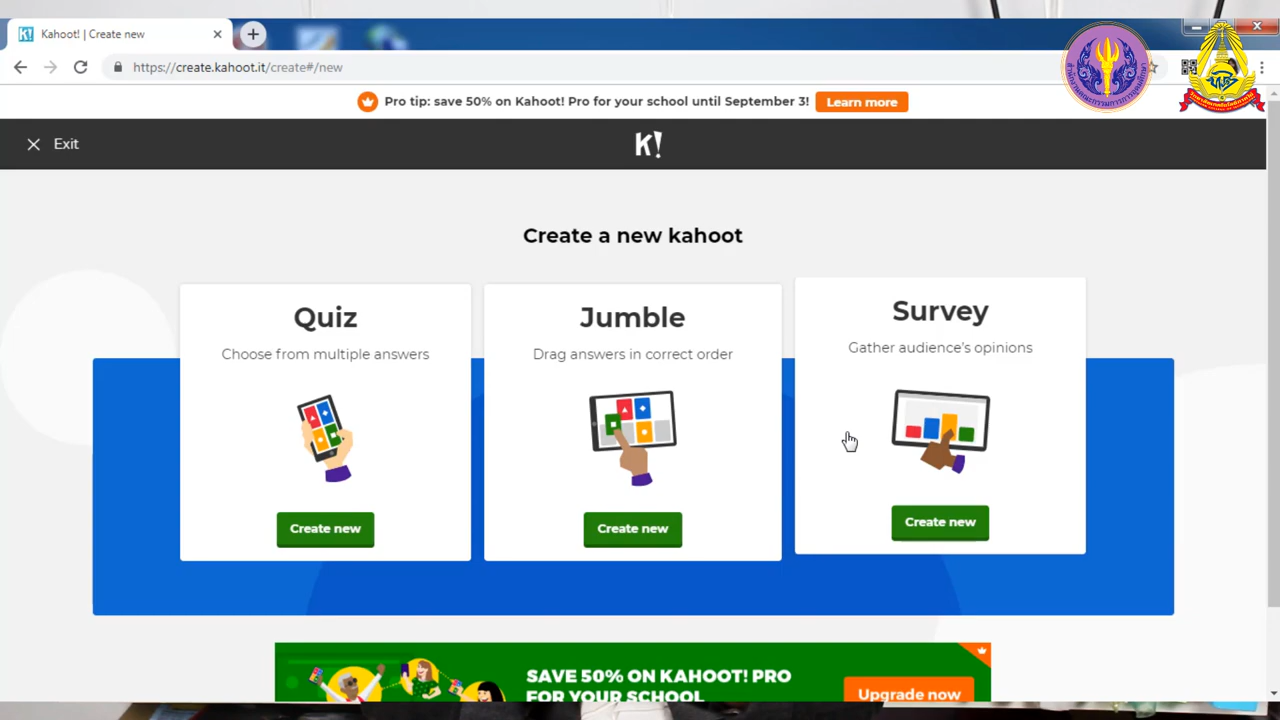 Kahoot! | Create new
https://create.kahoot.it/create#/new
Pro tip: save 50% on Kahoot! Pro for your school until September 3!
Learn more
Exit
K!
Create a new kahoot
Quiz
Choose from multiple answers
Create new
Jumble
Drag answers in correct order
Create new
Survey
Gather audience's opinions
Create new
SAVE 50% ON KAHOOT! PRO
FOR YOUR SCHOOL
Upgrade now